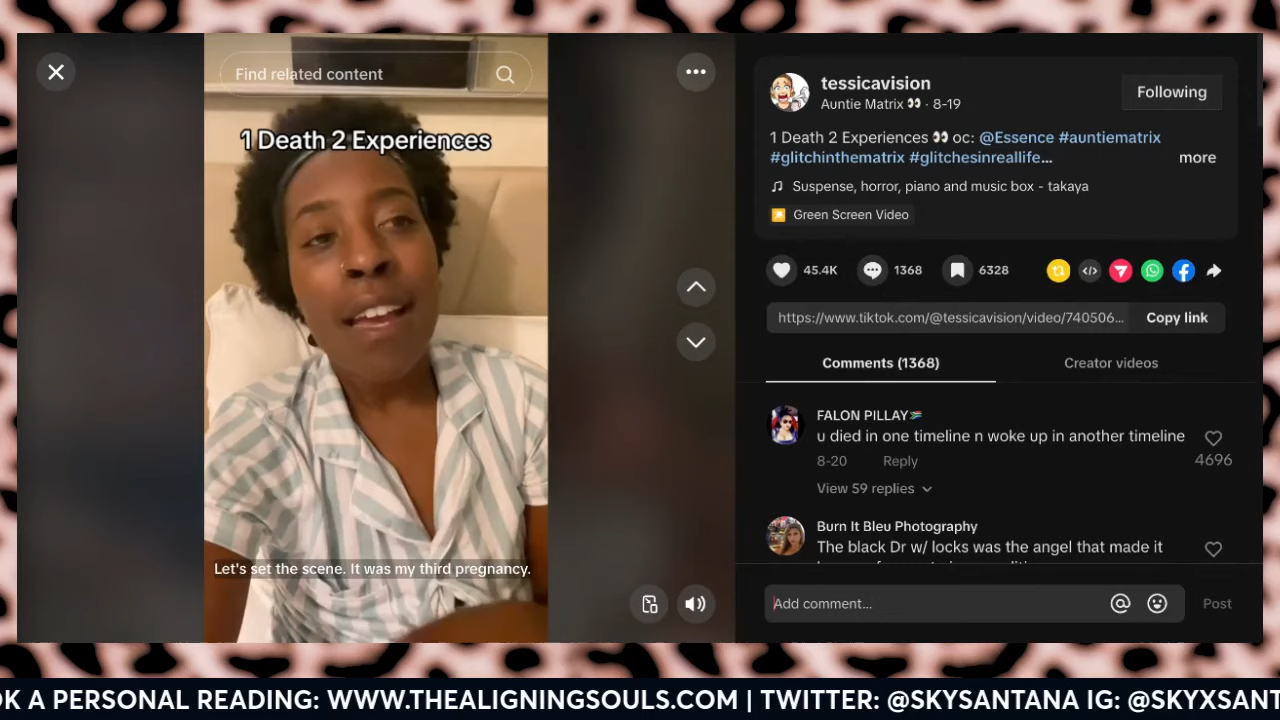 Find related content
1 Death 2 Experiences
Let's set the scene. It was my third pregnancy.
tessicavision
Auntie Matrix 👀 · 8-19
Following
1 Death 2 Experiences 👀 oc: @Essence #auntiematrix
#glitchinthematrix #glitchesinreallife...
more
Suspense, horror, piano and music box - takaya
Green Screen Video
45.4K
1368
6328
https://www.tiktok.com/@tessicavision/video/740506...
Copy link
Comments (1368)
Creator videos
FALON PILLAY🇿🇦
u died in one timeline n woke up in another timeline
8-20
Reply
4696
View 59 replies
Burn It Bleu Photography
The black Dr w/ locks was the angel that made it
Add comment...
Post
OK A PERSONAL READING: WWW.THEALIGNINGSOULS.COM | TWITTER: @SKYSANTANA IG: @SKYXSANT